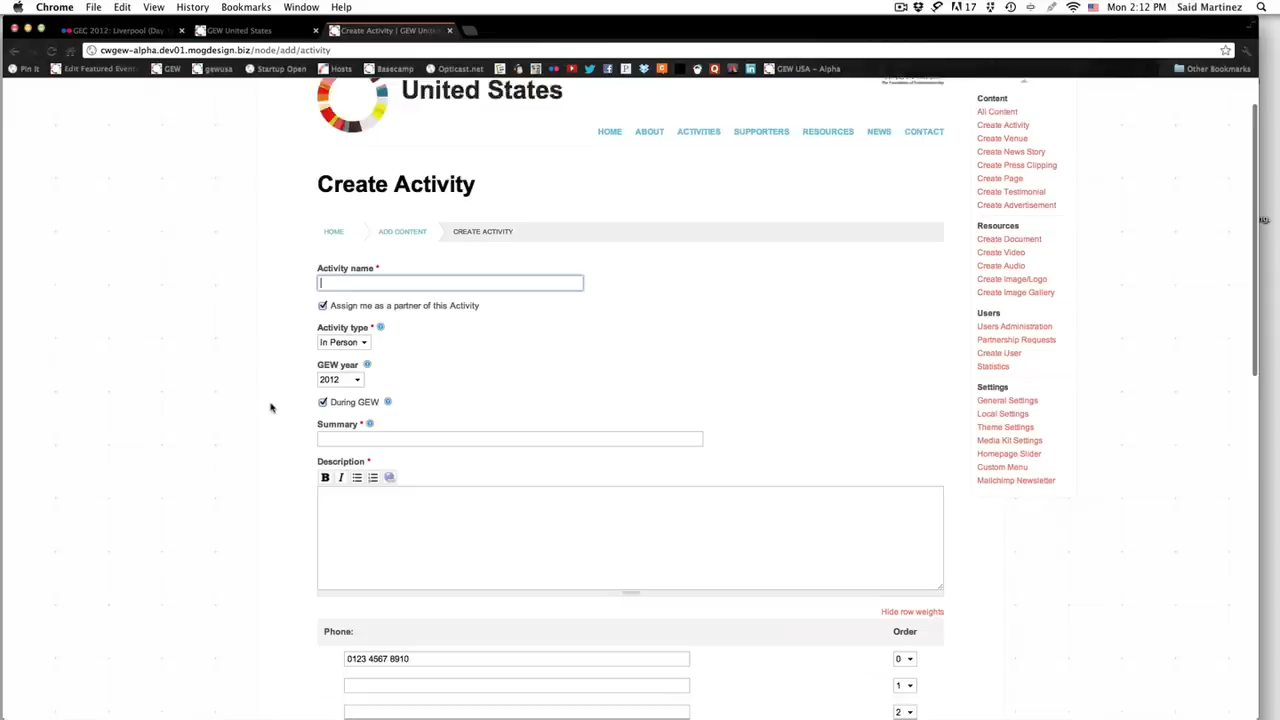 Chrome File Edit View History Bookmarks Window Help 17 Mon 2:12 PM Said Martinez
GEC 2012: Liverpool (Day GEW United States Create Activity | GEW Unite
cwgew-alpha.dev01.mogdesign.biz/node/add/activity
Pin It Edit Featured Event GEW gewusa Startup Open Hosts Basecamp Opticast.net GEW USA ~ Alpha Other Bookmarks
United States
HOME ABOUT ACTIVITIES SUPPORTERS RESOURCES NEWS CONTACT
Create Activity
HOME ADD CONTENT CREATE ACTIVITY
Activity name *
Assign me as a partner of this Activity
Activity type *
In Person
GEW year
2012
During GEW
Summary *
Description *
B I
Hide row weights
Phone: Order
0123 4567 8910 0
1
2
Content
All Content
Create Activity
Create Venue
Create News Story
Create Press Clipping
Create Page
Create Testimonial
Create Advertisement
Resources
Create Document
Create Video
Create Audio
Create Image/Logo
Create Image Gallery
Users
Users Administration
Partnership Requests
Create User
Statistics
Settings
General Settings
Local Settings
Theme Settings
Media Kit Settings
Homepage Slider
Custom Menu
Mailchimp Newsletter
ng.